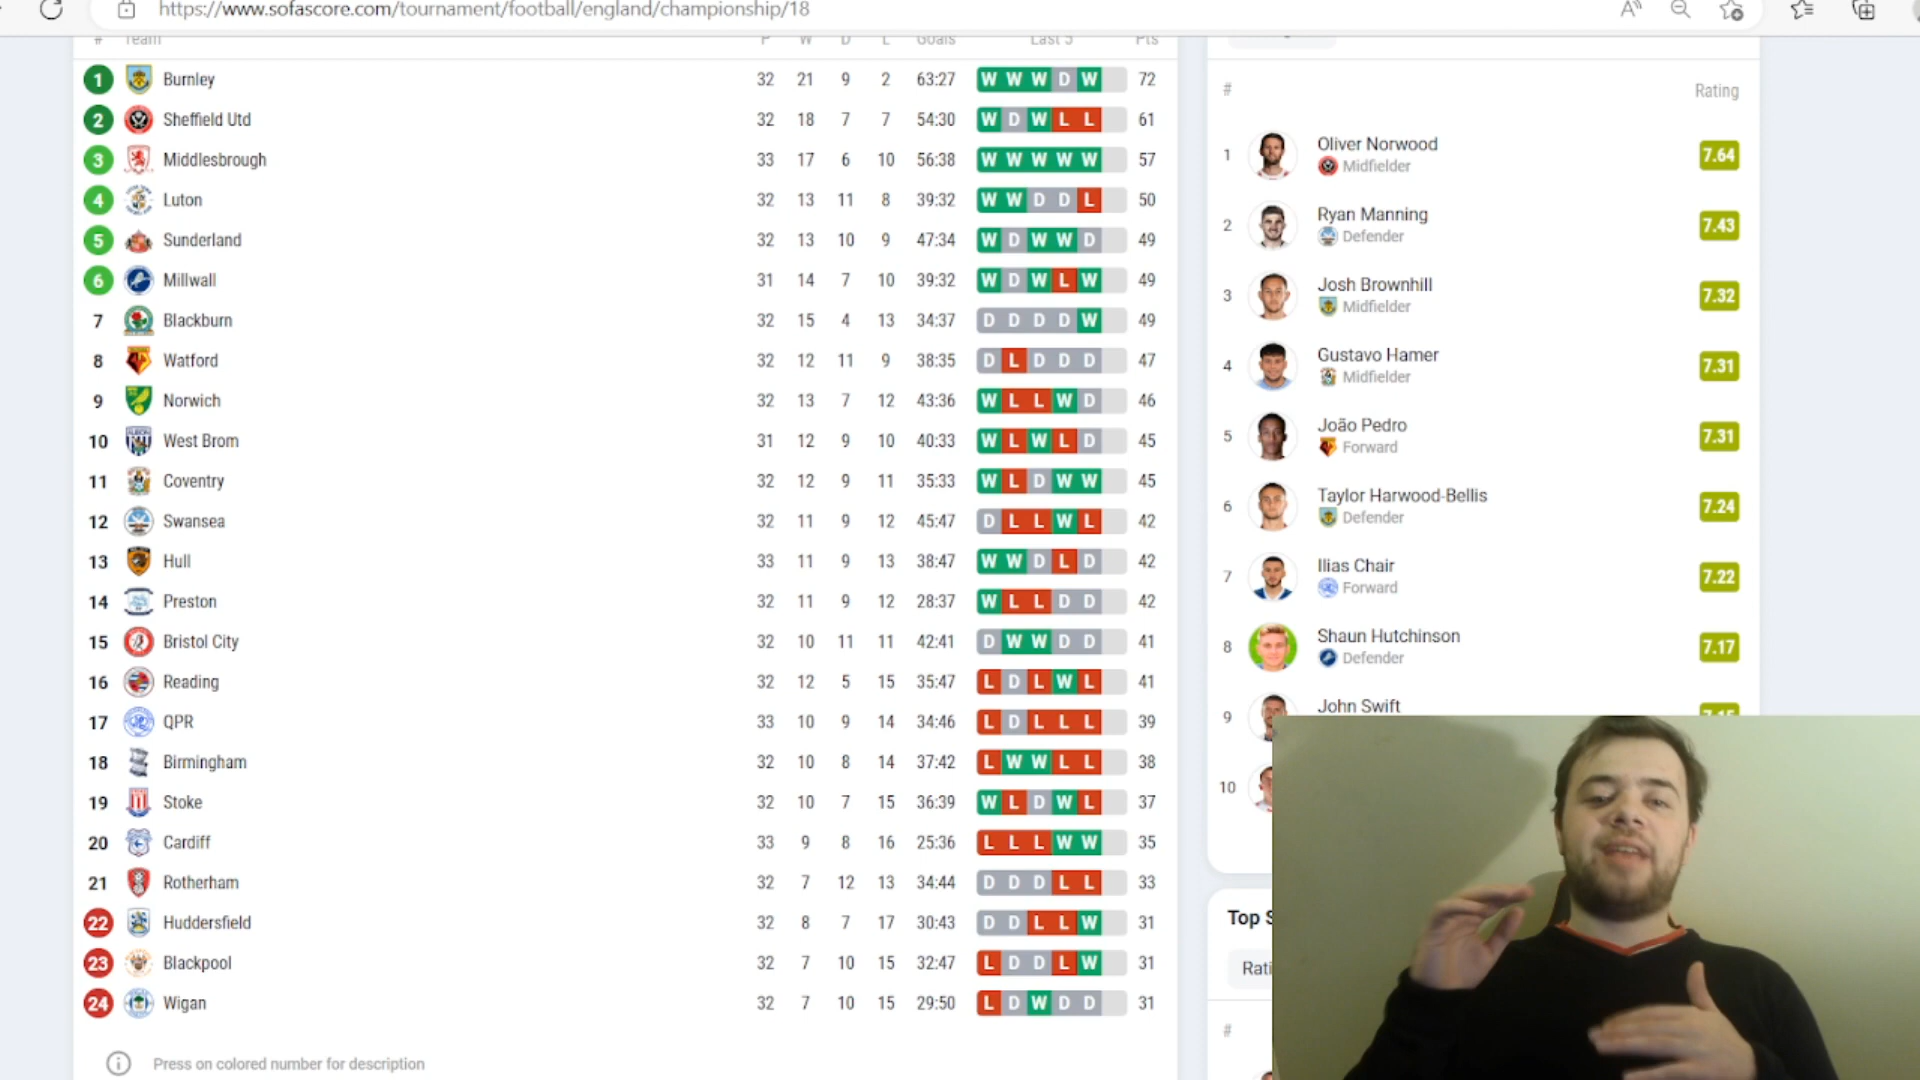 https://www.sofascore.com/tournament/football/england/championship/18
# Team P W D L Goals Last 5 Pts
1 Burnley 32 21 9 2 63:27 W W W D W 72
2 Sheffield Utd 32 18 7 7 54:30 W D W L L 61
3 Middlesbrough 33 17 6 10 56:38 W W W W W 57
4 Luton 32 13 11 8 39:32 W W D D L 50
5 Sunderland 32 13 10 9 47:34 W D W W D 49
6 Millwall 31 14 7 10 39:32 W D W L W 49
7 Blackburn 32 15 4 13 34:37 D D D D W 49
8 Watford 32 12 11 9 38:35 D L D D D 47
9 Norwich 32 13 7 12 43:36 W L L W D 46
10 West Brom 31 12 9 10 40:33 W L W L D 45
11 Coventry 32 12 9 11 35:33 W L D W W 45
12 Swansea 32 11 9 12 45:47 D L L W L 42
13 Hull 33 11 9 13 38:47 W W D L D 42
14 Preston 32 11 9 12 28:37 W L L D D 42
15 Bristol City 32 10 11 11 42:41 D W W D D 41
16 Reading 32 12 5 15 35:47 L D L W L 41
17 QPR 33 10 9 14 34:46 L D L L L 39
18 Birmingham 32 10 8 14 37:42 L W W L L 38
19 Stoke 32 10 7 15 36:39 W L D W L 37
20 Cardiff 33 9 8 16 25:36 L L L W W 35
21 Rotherham 32 7 12 13 34:44 D D D L L 33
22 Huddersfield 32 8 7 17 30:43 D D L L W 31
23 Blackpool 32 7 10 15 32:47 L D D L W 31
24 Wigan 32 7 10 15 29:50 L D W D D 31
Press on colored number for description
# Rating
1 Oliver Norwood 7.64
Midfielder
2 Ryan Manning 7.43
Defender
3 Josh Brownhill 7.32
Midfielder
4 Gustavo Hamer 7.31
Midfielder
5 João Pedro 7.31
Forward
6 Taylor Harwood-Bellis 7.24
Defender
7 Ilias Chair 7.22
Forward
8 Shaun Hutchinson 7.17
Defender
9 John Swift
10
Top
#